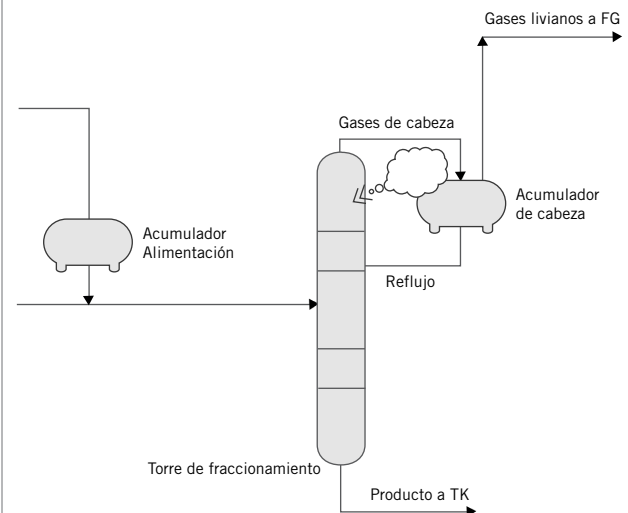 Gases livianos a FG
Gases de cabeza
Acumulador
de cabeza
Acumulador
Alimentación
Reflujo
Torre de fraccionamiento
Producto a TK